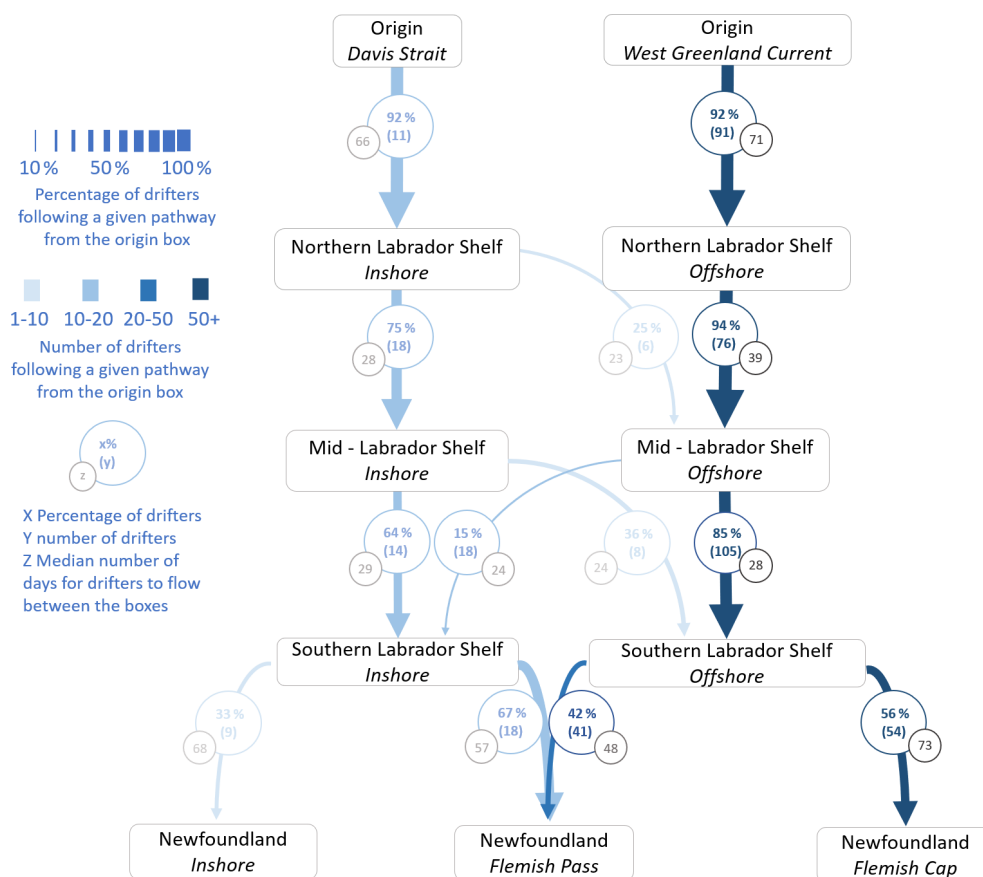 Origin
Davis Strait
Origin
West Greenland Current
92 %
(11)
66
92 %
(91)
71
10 % 50 % 100 %
Percentage of drifters
following a given pathway
from the origin box
Northern Labrador Shelf
Inshore
Northern Labrador Shelf
Offshore
1-10 10-20 20-50 50+
Number of drifters
following a given pathway
from the origin box
75 %
(18)
28
25 %
(6)
23
94 %
(76)
39
x%
(y)
z
Mid - Labrador Shelf
Inshore
Mid - Labrador Shelf
Offshore
X Percentage of drifters
Y number of drifters
Z Median number of
days for drifters to flow
between the boxes
64 %
(14)
29
15 %
(18)
24
36 %
(8)
24
85 %
(105)
28
Southern Labrador Shelf
Inshore
Southern Labrador Shelf
Offshore
33 %
(9)
68
67 %
(18)
57
42 %
(41)
48
56 %
(54)
73
Newfoundland
Inshore
Newfoundland
Flemish Pass
Newfoundland
Flemish Cap